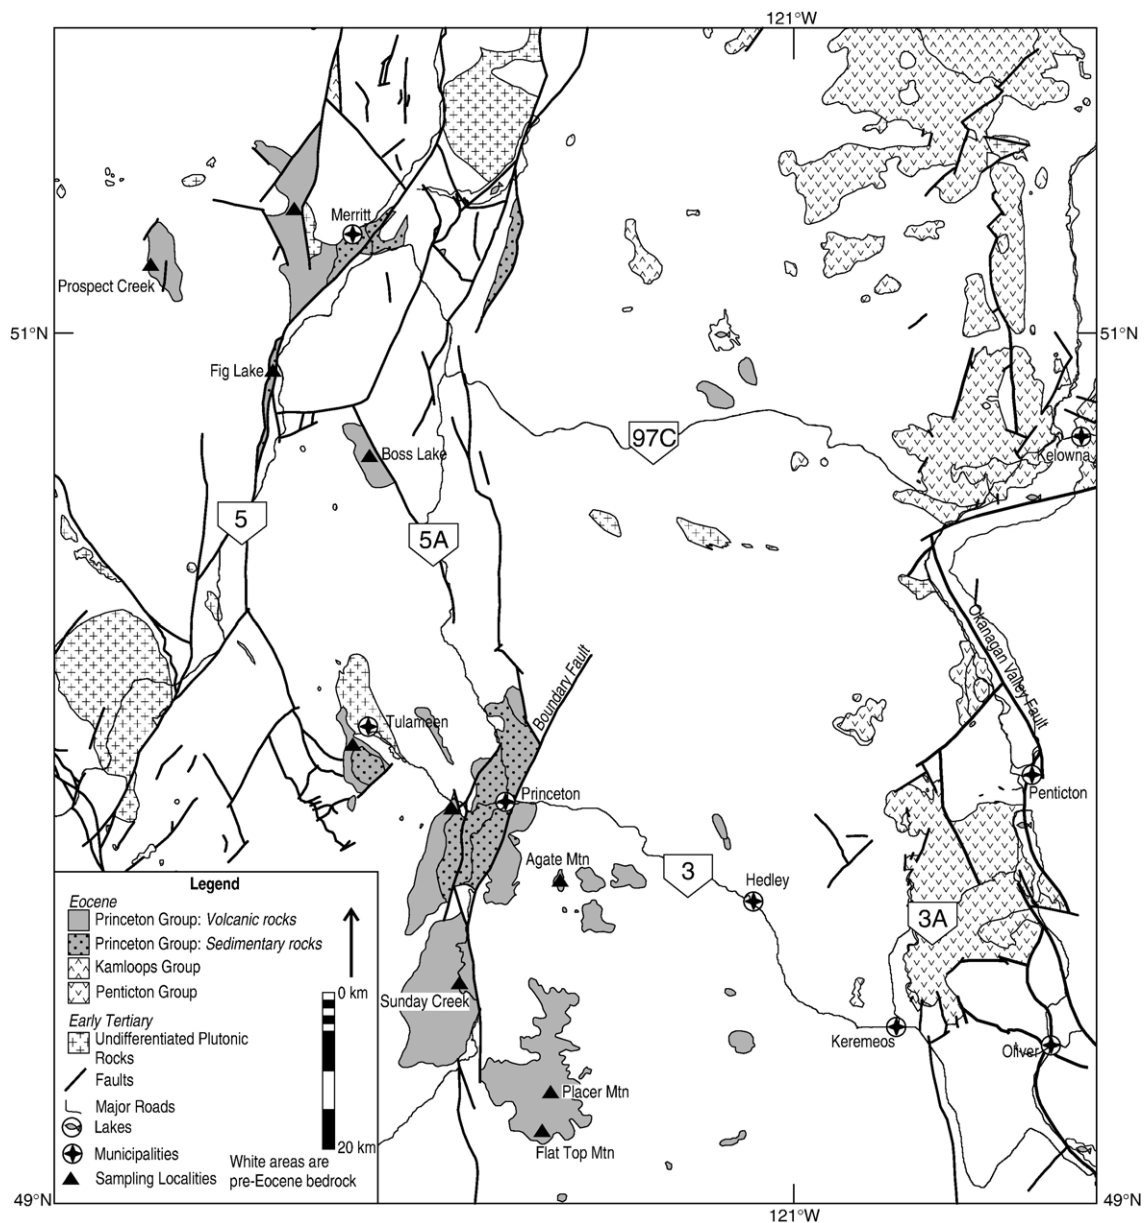 121°W
Merritt
Prospect Creek
51°N
51°N
Fig Lake
97C
Kelowna
Boss Lake
5
5A
Okanagan Valley Fault
Boundary Fault
Tulameen
Princeton
Penticton
Agate Mtn
3
Hedley
3A
Legend
Eocene
Princeton Group: Volcanic rocks
Princeton Group: Sedimentary rocks
Kamloops Group
Penticton Group
Early Tertiary
Undifferentiated Plutonic
Rocks
Faults
Major Roads
Lakes
Municipalities
Sampling Localities
0 km
20 km
White areas are
pre-Eocene bedrock
Sunday Creek
Keremeos
Oliver
Placer Mtn
Flat Top Mtn
49°N
49°N
121°W